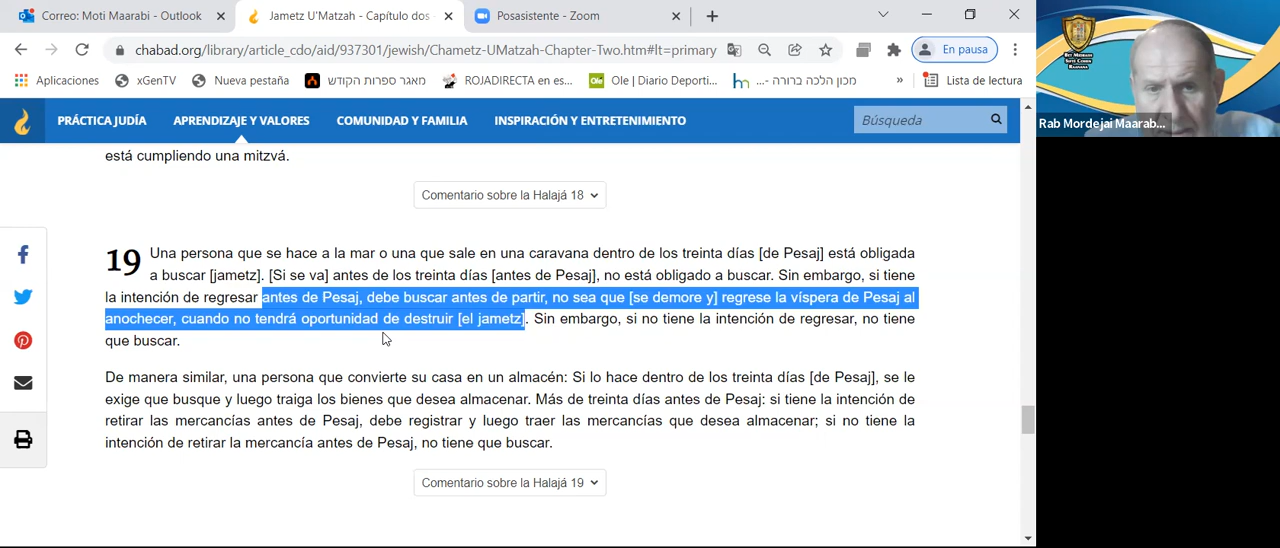 Correo: Moti Maarabi - Outlook
Jametz U'Matzah - Capítulo dos -
Posasistente - Zoom
chabad.org/library/article_cdo/aid/937301/jewish/Chametz-UMatzah-Chapter-Two.htm#lt=primary
En pausa
Aplicaciones
xGenTV
Nueva pestaña
מאגר ספרות הקודש
ROJADIRECTA en es...
Ole | Diario Deporti...
מכון הלכה ברורה -...
»
Lista de lectura
PRÁCTICA JUDÍA
APRENDIZAJE Y VALORES
COMUNIDAD Y FAMILIA
INSPIRACIÓN Y ENTRETENIMIENTO
Búsqueda
está cumpliendo una mitzvá.
Comentario sobre la Halajá 18
19 Una persona que se hace a la mar o una que sale en una caravana dentro de los treinta días [de Pesaj] está obligada
a buscar [jametz]. [Si se va] antes de los treinta días [antes de Pesaj], no está obligado a buscar. Sin embargo, si tiene
la intención de regresar antes de Pesaj, debe buscar antes de partir, no sea que [se demore y] regrese la víspera de Pesaj al
anochecer, cuando no tendrá oportunidad de destruir [el jametz]. Sin embargo, si no tiene la intención de regresar, no tiene
que buscar.
De manera similar, una persona que convierte su casa en un almacén: Si lo hace dentro de los treinta días [de Pesaj], se le
exige que busque y luego traiga los bienes que desea almacenar. Más de treinta días antes de Pesaj: si tiene la intención de
retirar las mercancías antes de Pesaj, debe registrar y luego traer las mercancías que desea almacenar; si no tiene la
intención de retirar la mercancía antes de Pesaj, no tiene que buscar.
Comentario sobre la Halajá 19
BET MIDRASH
RAANANA
Rab Mordejai Maarab...